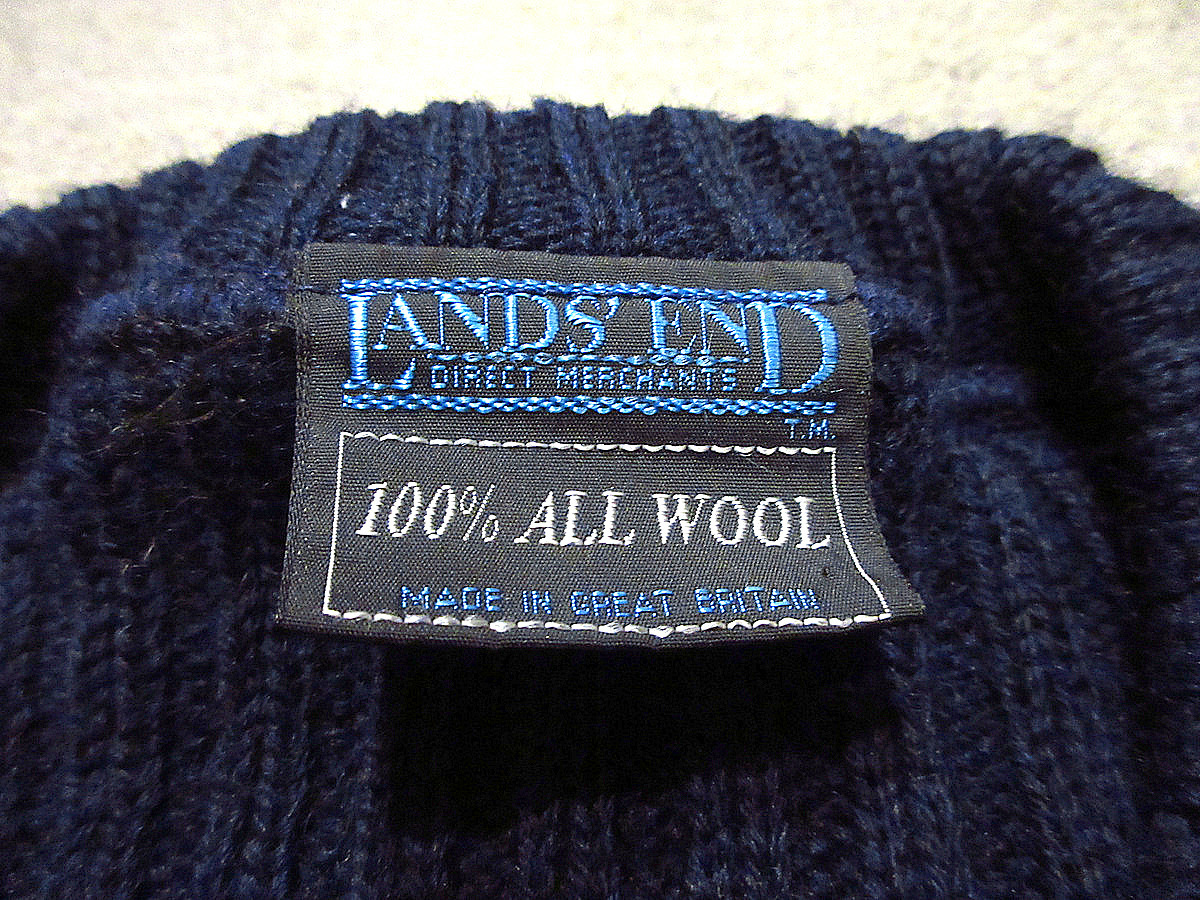 LANDS' END
DIRECT MERCHANTS
T.M.
100% ALL WOOL
MADE IN GREAT BRITAIN